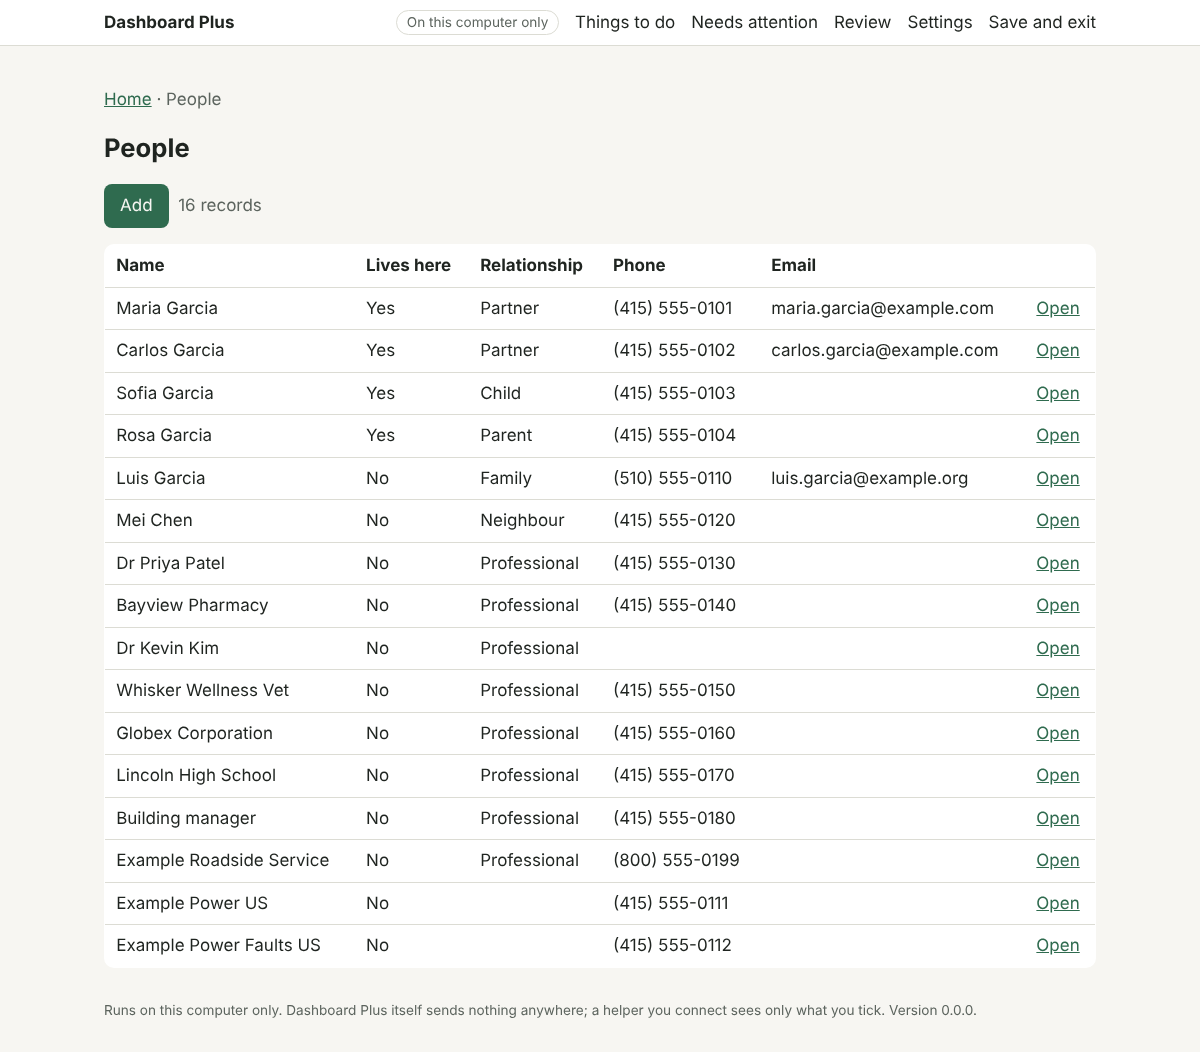 Dashboard Plus On this computer only Things to do Needs attention Review Settings Save and exit
Home · People
People
Add 16 records
Name Lives here Relationship Phone Email
Maria Garcia Yes Partner (415) 555-0101 maria.garcia@example.com Open
Carlos Garcia Yes Partner (415) 555-0102 carlos.garcia@example.com Open
Sofia Garcia Yes Child (415) 555-0103 Open
Rosa Garcia Yes Parent (415) 555-0104 Open
Luis Garcia No Family (510) 555-0110 luis.garcia@example.org Open
Mei Chen No Neighbour (415) 555-0120 Open
Dr Priya Patel No Professional (415) 555-0130 Open
Bayview Pharmacy No Professional (415) 555-0140 Open
Dr Kevin Kim No Professional Open
Whisker Wellness Vet No Professional (415) 555-0150 Open
Globex Corporation No Professional (415) 555-0160 Open
Lincoln High School No Professional (415) 555-0170 Open
Building manager No Professional (415) 555-0180 Open
Example Roadside Service No Professional (800) 555-0199 Open
Example Power US No (415) 555-0111 Open
Example Power Faults US No (415) 555-0112 Open
Runs on this computer only. Dashboard Plus itself sends nothing anywhere; a helper you connect sees only what you tick. Version 0.0.0.